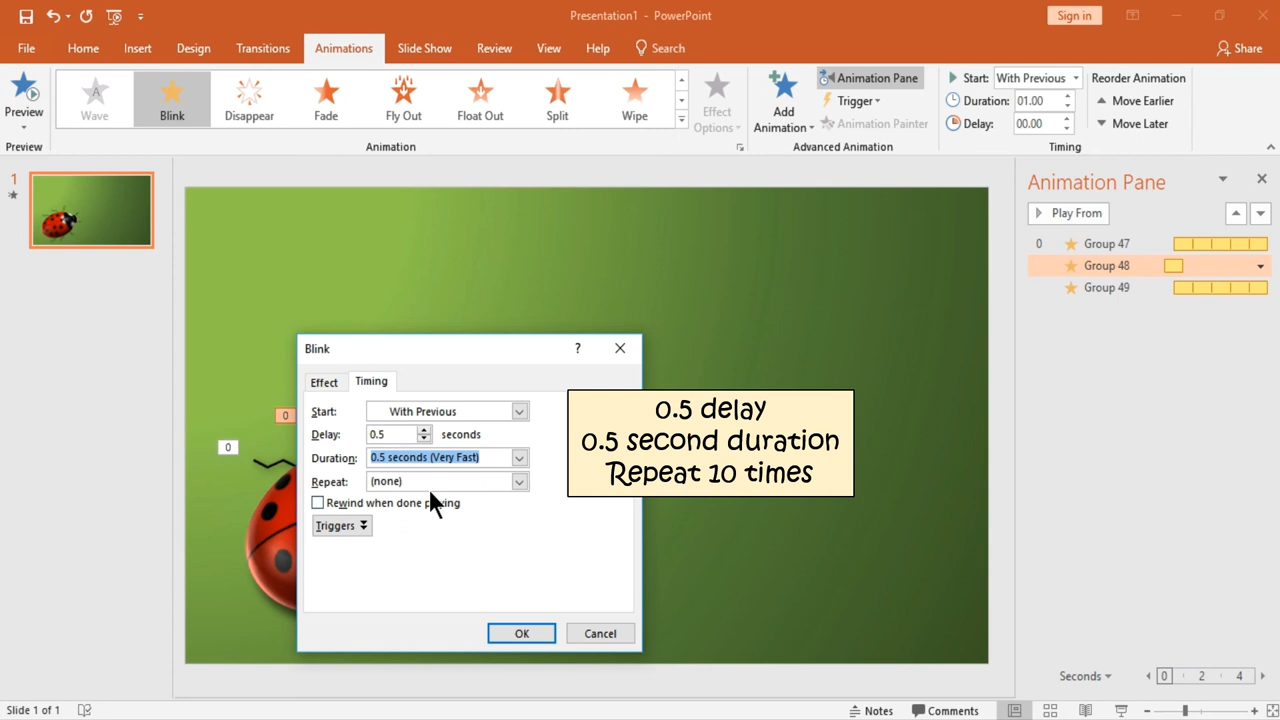 Presentation1 - PowerPoint
Sign in
File Home Insert Design Transitions Animations Slide Show Review View Help Search Share
Preview
Wave Blink Disappear Fade Fly Out Float Out Split Wipe
Effect Options
Add Animation
Animation Pane
Trigger
Animation Painter
Start: With Previous
Duration: 01.00
Delay: 00.00
Reorder Animation
Move Earlier
Move Later
Preview Animation Advanced Animation Timing
1
Animation Pane
Play From
0 Group 47
Group 48
Group 49
Blink
?
Effect Timing
Start: With Previous
Delay: 0.5 seconds
Duration: 0.5 seconds (Very Fast)
Repeat: (none)
Rewind when done
Triggers
OK Cancel
0
0
0.5 delay
0.5 second duration
Repeat 10 times
Seconds 0 2 4
Slide 1 of 1
Notes Comments